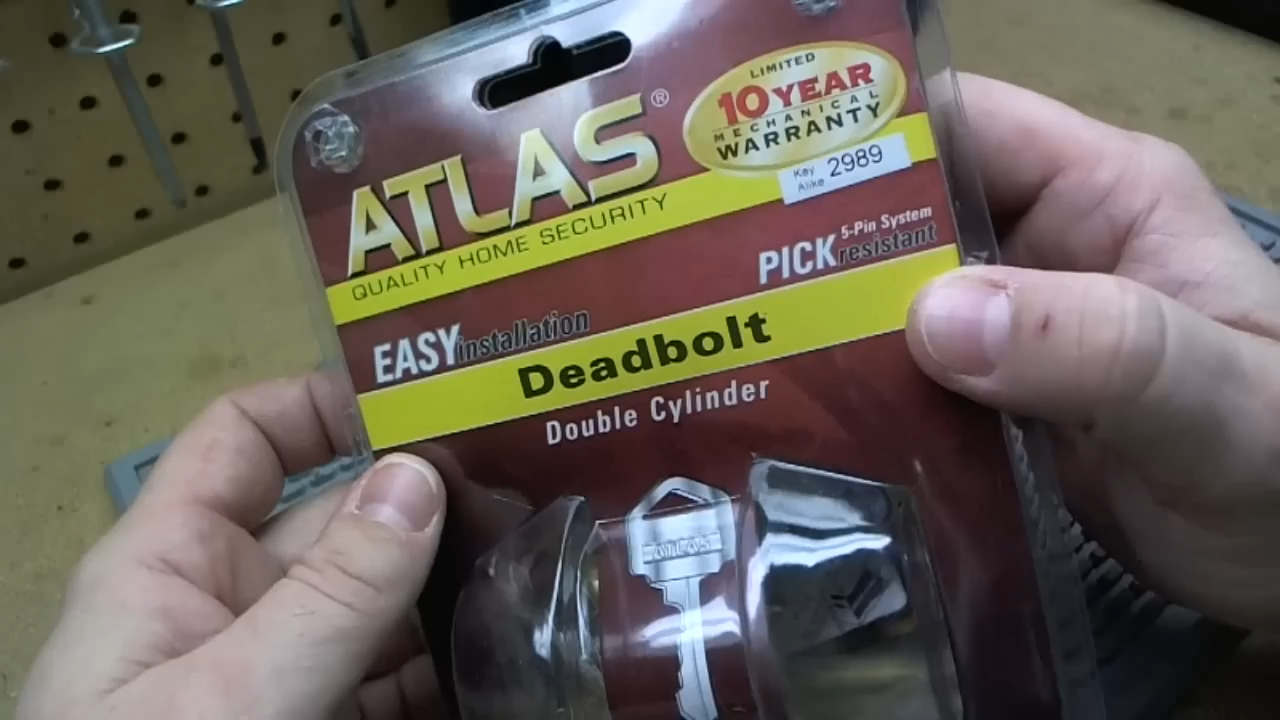 LIMITED
10 YEAR
MECHANICAL
WARRANTY
ATLAS®
QUALITY HOME SECURITY
Key Alike 2989
5-Pin System
PICK resistant
EASY installation
Deadbolt
Double Cylinder
ATLAS